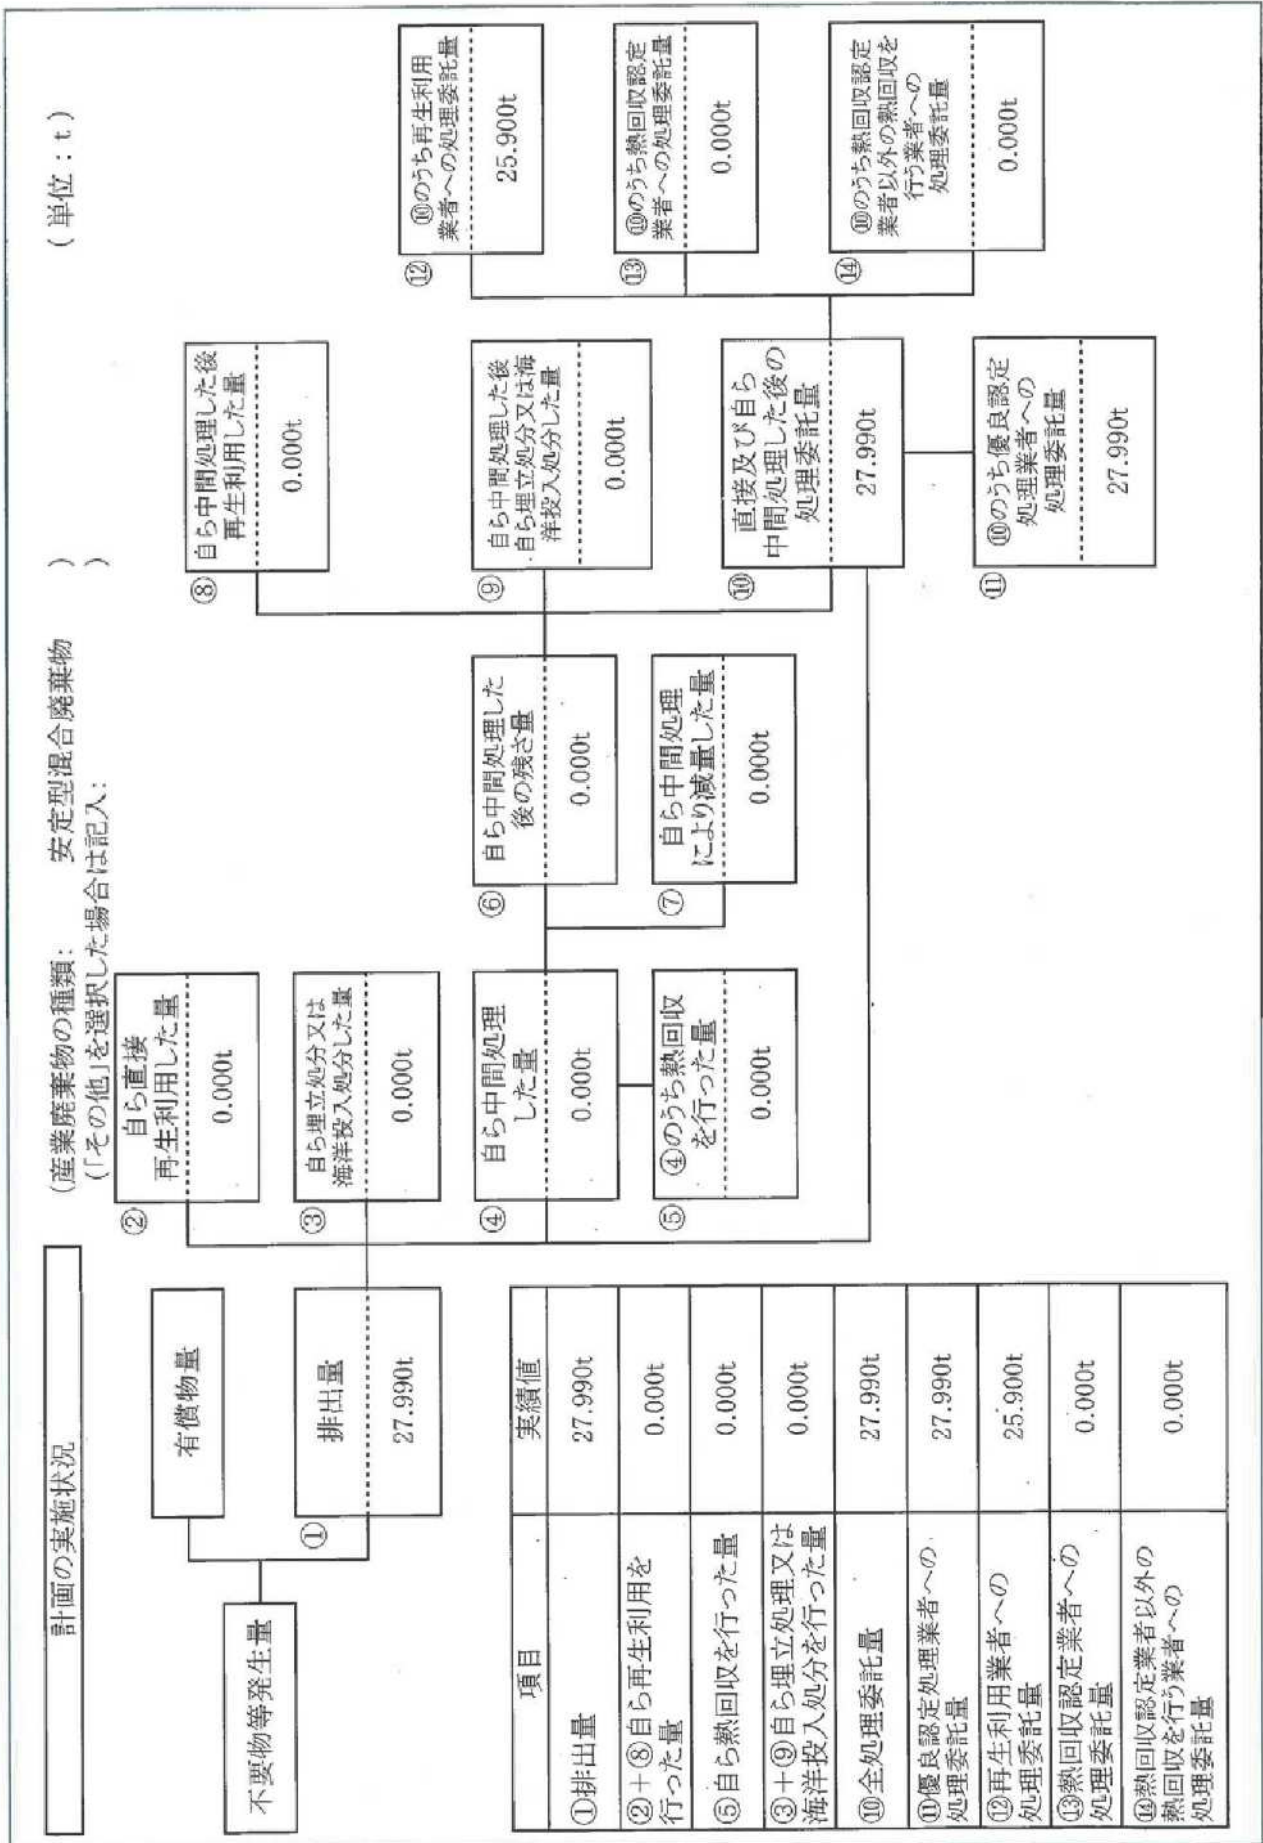 計画の実施状況
(産業廃棄物の種類： 安定型混合廃棄物 )
(「その他」を選択した場合は記入： )
(単位：t)
不要物等発生量
有償物量
①
排出量
27.990t
②
自ら直接
再生利用した量
0.000t
③
自ら埋立処分又は
海洋投入処分した量
0.000t
④
自ら中間処理
した量
0.000t
⑤
④のうち熱回収
を行った量
0.000t
⑥
自ら中間処理した
後の残さ量
0.000t
⑦
自ら中間処理
により減量した量
0.000t
⑧
自ら中間処理した後
再生利用した量
0.000t
⑨
自ら中間処理した後
自ら埋立処分又は海
洋投入処分した量
0.000t
⑩
直接及び自ら
中間処理した後の
処理委託量
27.990t
⑪
⑩のうち優良認定
処理業者への
処理委託量
27.990t
⑫
⑩のうち再生利用
業者への処理委託量
25.900t
⑬
⑩のうち熱回収認定
業者への処理委託量
0.000t
⑭
⑩のうち熱回収認定
業者以外の熱回収を
行う業者への
処理委託量
0.000t
項目 実績値
①排出量 27.990t
②＋⑧自ら再生利用を
行った量 0.000t
⑤自ら熱回収を行った量 0.000t
③＋⑨自ら埋立処理又は
海洋投入処分を行った量 0.000t
⑩全処理委託量 27.990t
⑪優良認定処理業者への
処理委託量 27.990t
⑫再生利用業者への
処理委託量 25.900t
⑬熱回収認定業者への
処理委託量 0.000t
⑭熱回収認定業者以外の
熱回収を行う業者への
処理委託量 0.000t